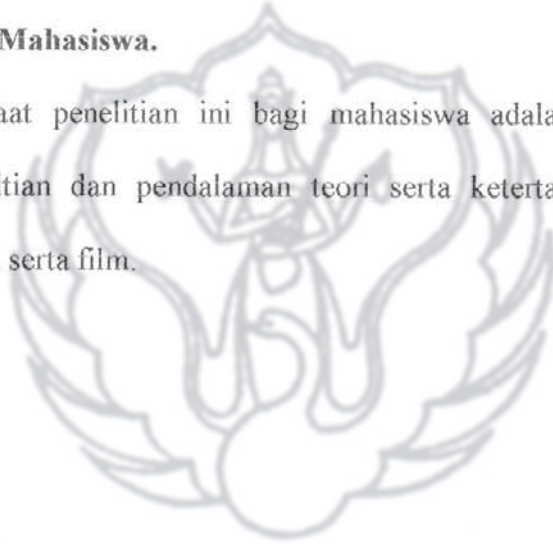 Mahasiswa.
aat penelitian ini bagi mahasiswa adala
itian dan pendalaman teori serta keterta
serta film.